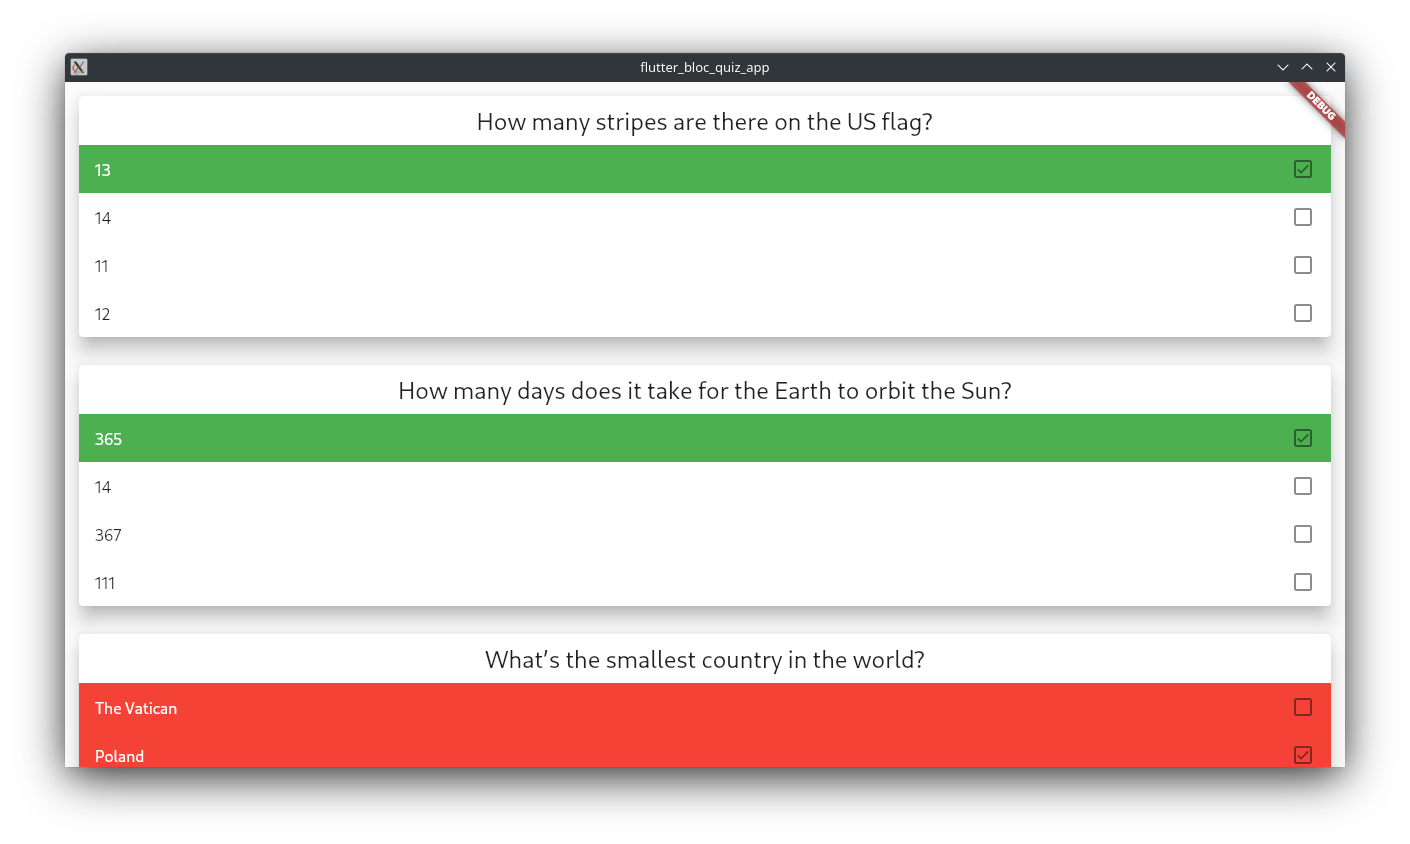 flutter_bloc_quiz_app
DEBUG
How many stripes are there on the US flag?
13
14
11
12
How many days does it take for the Earth to orbit the Sun?
365
14
367
111
What's the smallest country in the world?
The Vatican
Poland